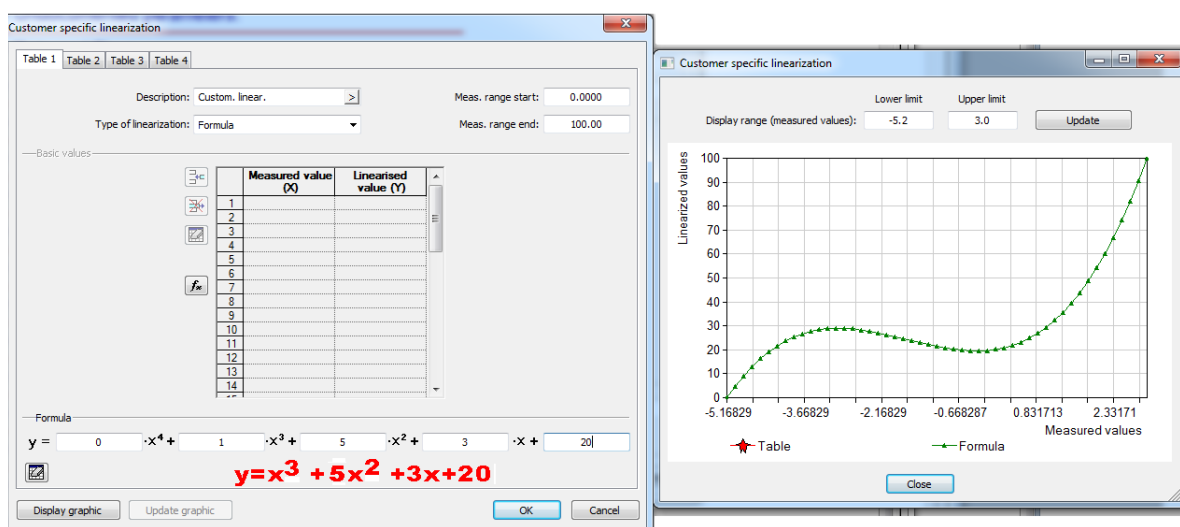 Customer specific linearization
Table 1 Table 2 Table 3 Table 4
Description: Custom. linear. >
Meas. range start: 0.0000
Type of linearization: Formula
Meas. range end: 100.00
Basic values
Measured value (X) Linearised value (Y)
1
2
3
4
5
6
7
8
9
10
11
12
13
14
Formula
y = 0 ·x⁴ + 1 ·x³ + 5 ·x² + 3 ·x + 20
y=x³ +5x² +3x+20
Display graphic Update graphic OK Cancel
Customer specific linearization
Lower limit Upper limit
Display range (measured values): -5.2 3.0 Update
Linearized values
100
90
80
70
60
50
40
30
20
10
0
-5.16829 -3.66829 -2.16829 -0.668287 0.831713 2.33171
Measured values
Table Formula
Close